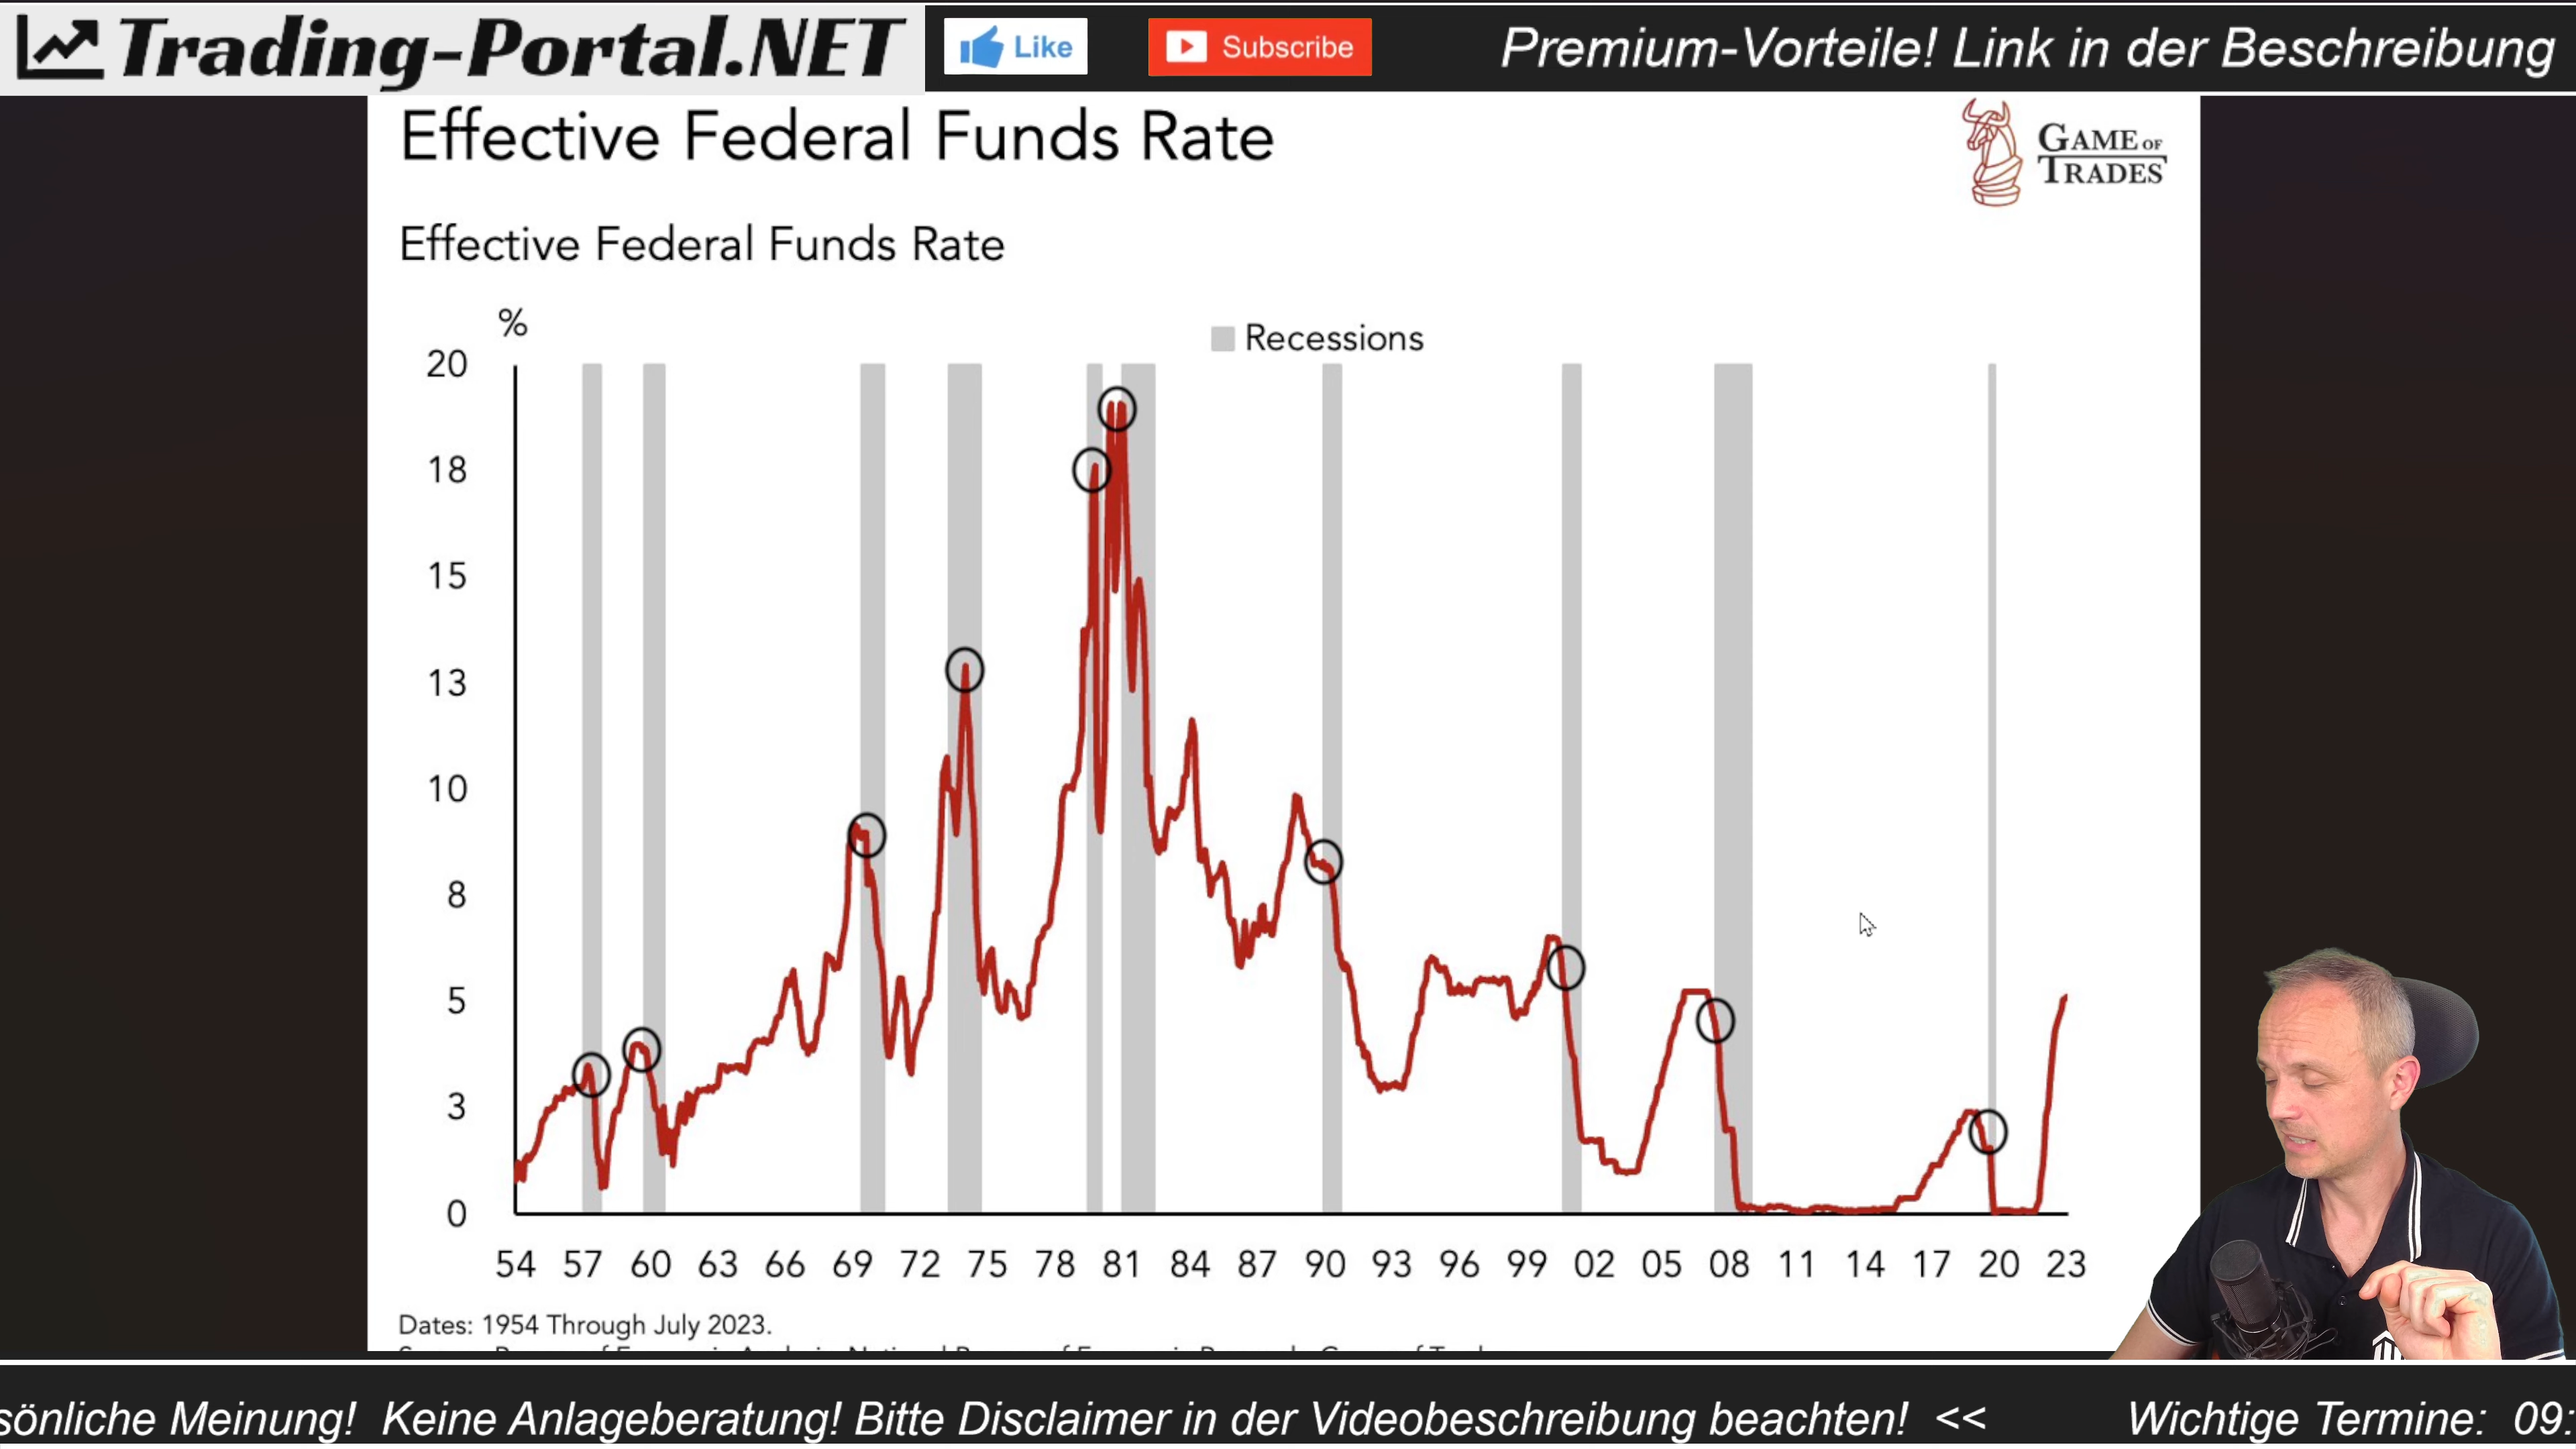 Trading-Portal.NET
Like
Subscribe
Premium-Vorteile! Link in der Beschreibung
Effective Federal Funds Rate
GAME OF
TRADES
Effective Federal Funds Rate
%
Recessions
20
18
15
13
10
8
5
3
0
54 57 60 63 66 69 72 75 78 81 84 87 90 93 96 99 02 05 08 11 14 17 20 23
Dates: 1954 Through July 2023.
sönliche Meinung! Keine Anlageberatung! Bitte Disclaimer in der Videobeschreibung beachten! << Wichtige Termine: 09: